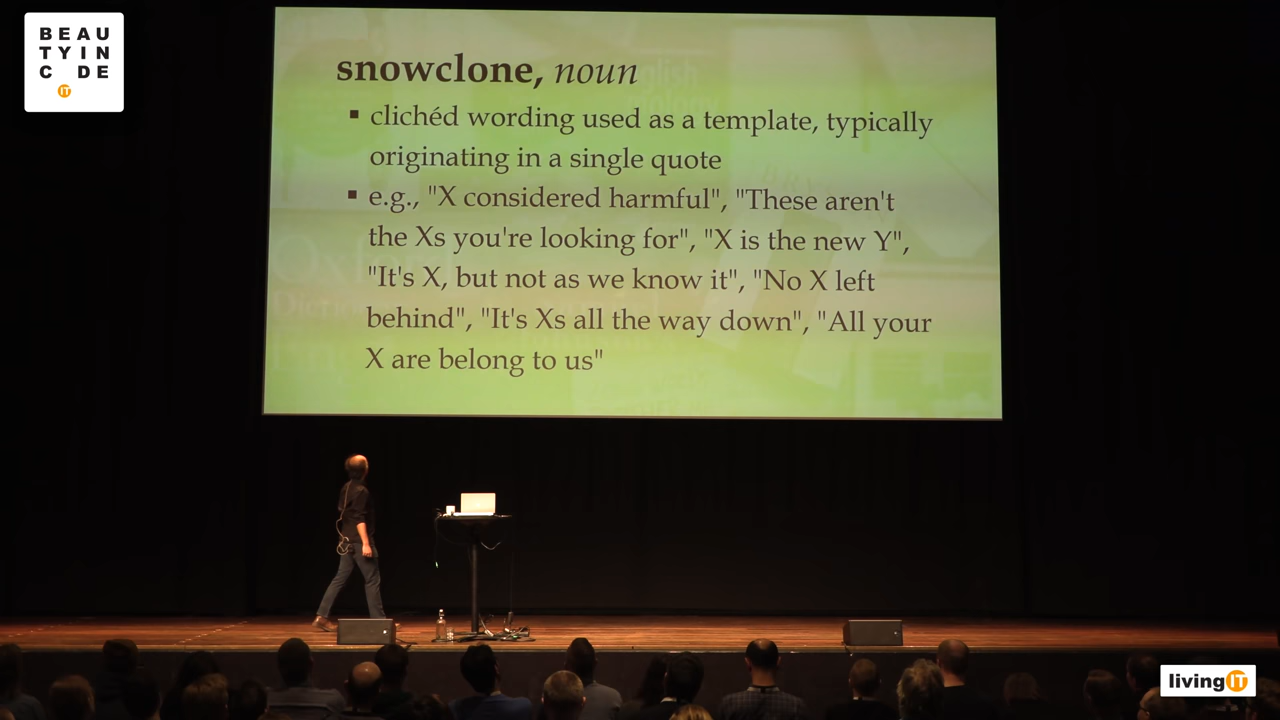 BEAU
TYIN
C DE
IT
snowclone, noun
▪ clichéd wording used as a template, typically
originating in a single quote
▪ e.g., "X considered harmful", "These aren't
the Xs you're looking for", "X is the new Y",
"It's X, but not as we know it", "No X left
behind", "It's Xs all the way down", "All your
X are belong to us"
livingIT